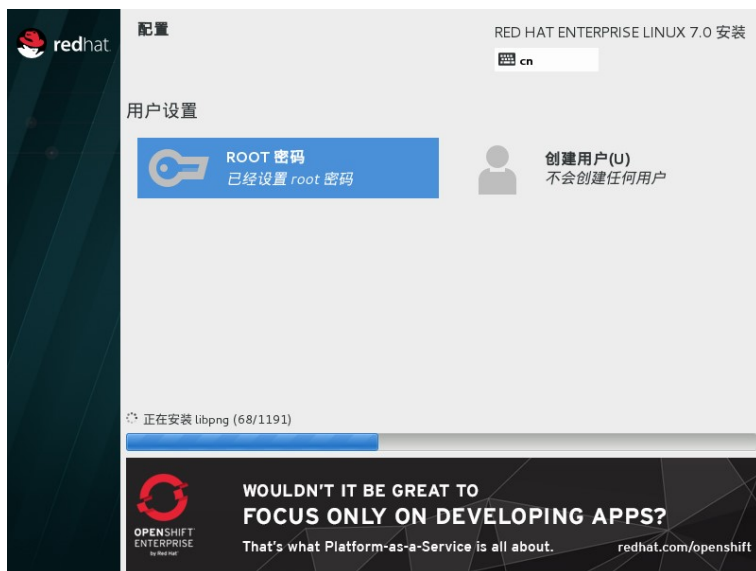 redhat
配置
RED HAT ENTERPRISE LINUX 7.0 安装
cn
用户设置
ROOT 密码
已经设置 root 密码
创建用户(U)
不会创建任何用户
正在安装 libpng (68/1191)
OPENSHIFT
ENTERPRISE
by Red Hat
WOULDN'T IT BE GREAT TO
FOCUS ONLY ON DEVELOPING APPS?
That's what Platform-as-a-Service is all about.
redhat.com/openshift